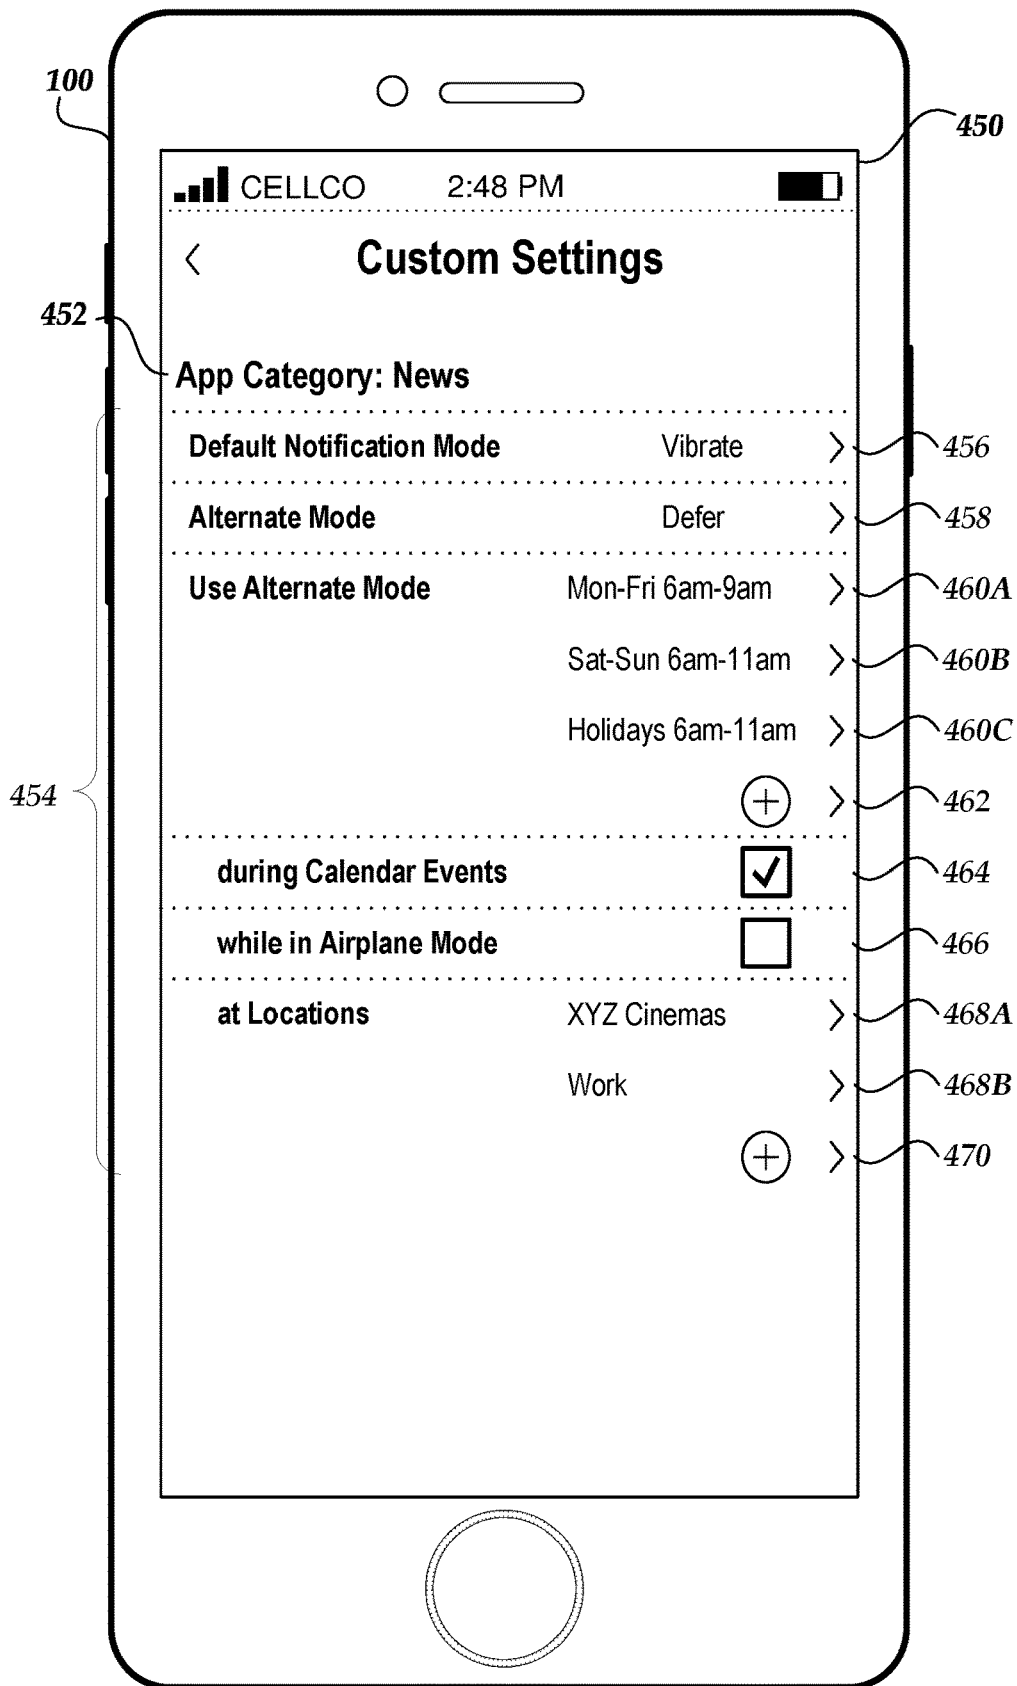 100
450
CELLCO 2:48 PM
Custom Settings
452
App Category: News
Default Notification Mode Vibrate 456
Alternate Mode Defer 458
Use Alternate Mode Mon-Fri 6am-9am 460A
Sat-Sun 6am-11am 460B
Holidays 6am-11am 460C
454
462
during Calendar Events 464
while in Airplane Mode 466
at Locations XYZ Cinemas 468A
Work 468B
470